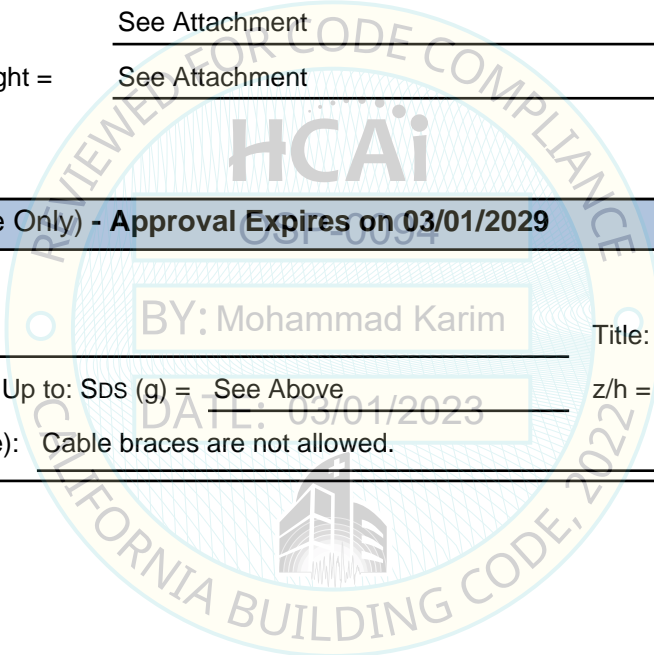 See Attachment
ght = See Attachment
REVIEWED FOR CODE COMPLIANCE
HCAi
e Only) - Approval Expires on 03/01/2029
OSP-0094
BY: Mohammad Karim
Title:
Up to: SDS (g) = See Above z/h =
DATE: 03/01/2023
e): Cable braces are not allowed.
CALIFORNIA BUILDING CODE, 2022